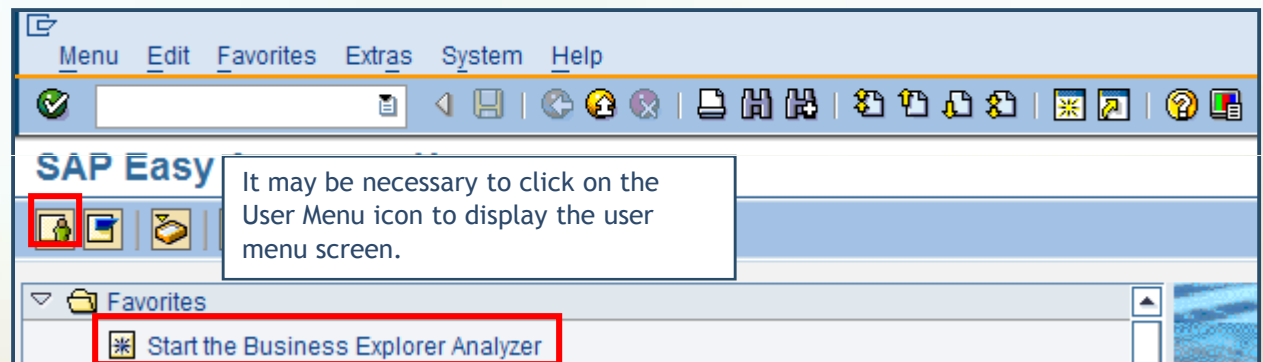 Menu Edit Favorites Extras System Help
SAP Easy
It may be necessary to click on the
User Menu icon to display the user
menu screen.
Favorites
Start the Business Explorer Analyzer